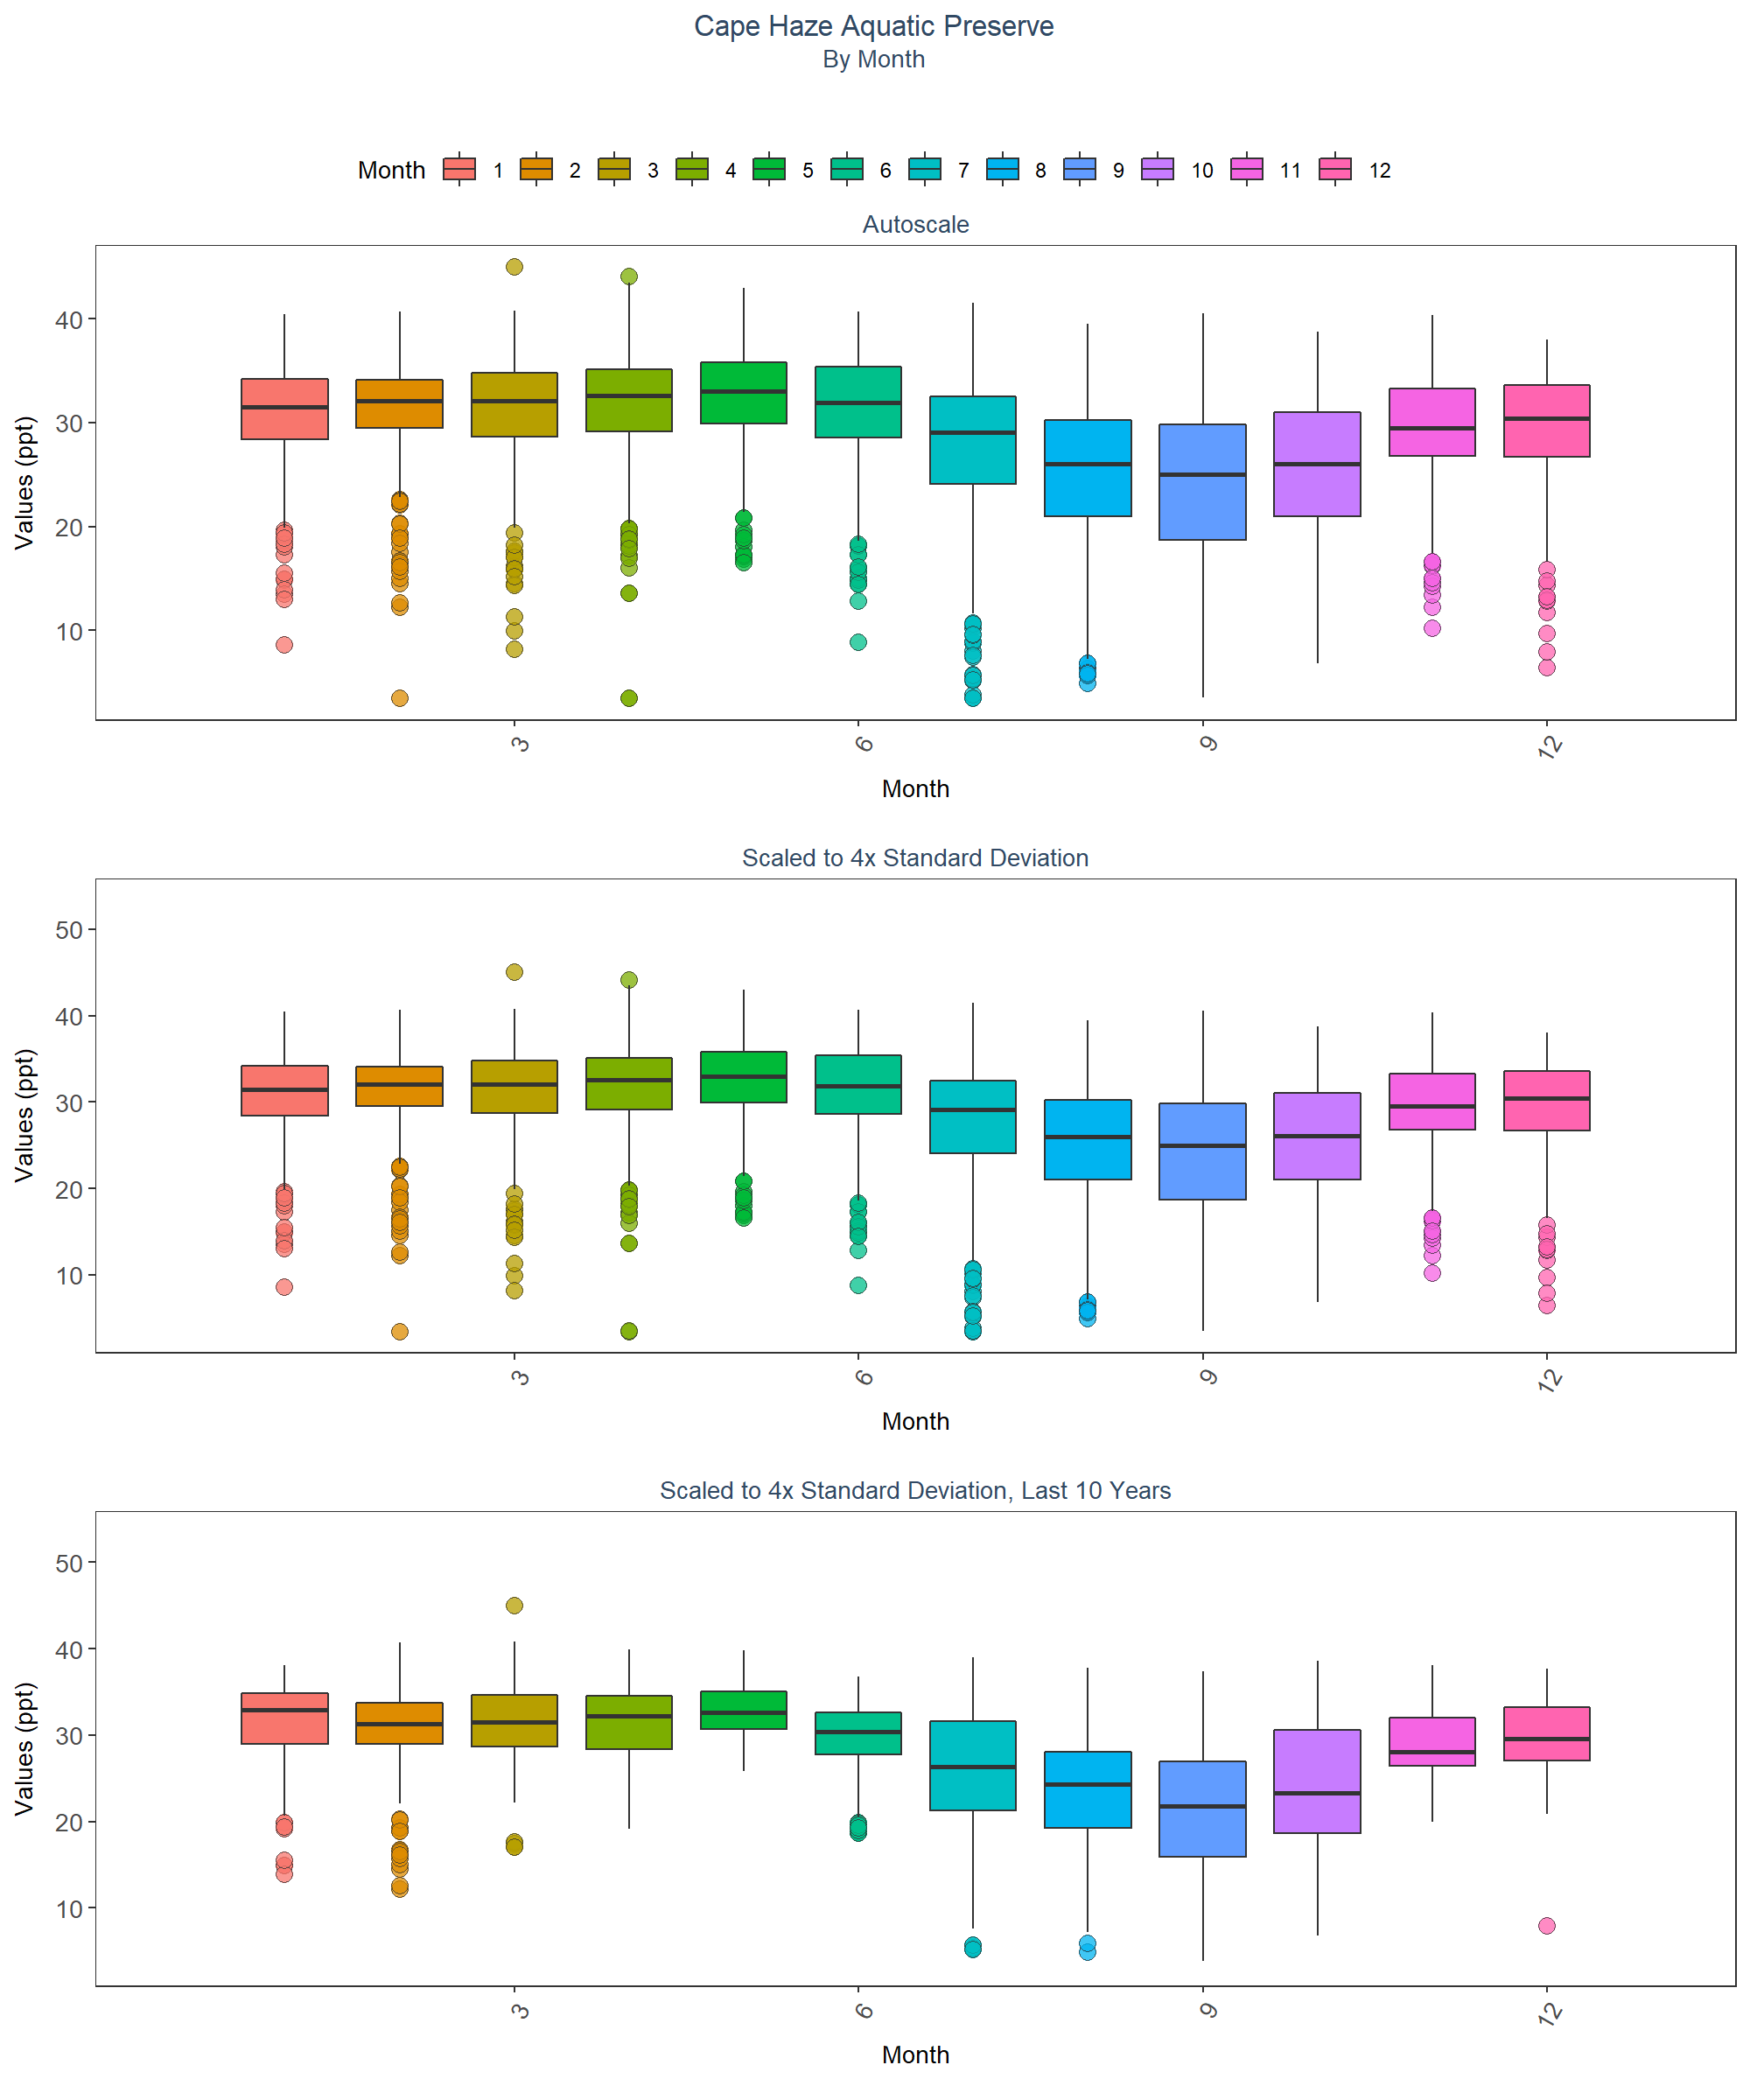 Cape Haze Aquatic Preserve
By Month
Month 1 2 3 4 5 6 7 8 9 10 11 12
Autoscale
40
30
20
10
Values (ppt)
3 6 9 12
Month
Scaled to 4x Standard Deviation
50
40
30
20
10
Values (ppt)
3 6 9 12
Month
Scaled to 4x Standard Deviation, Last 10 Years
50
40
30
20
10
Values (ppt)
3 6 9 12
Month